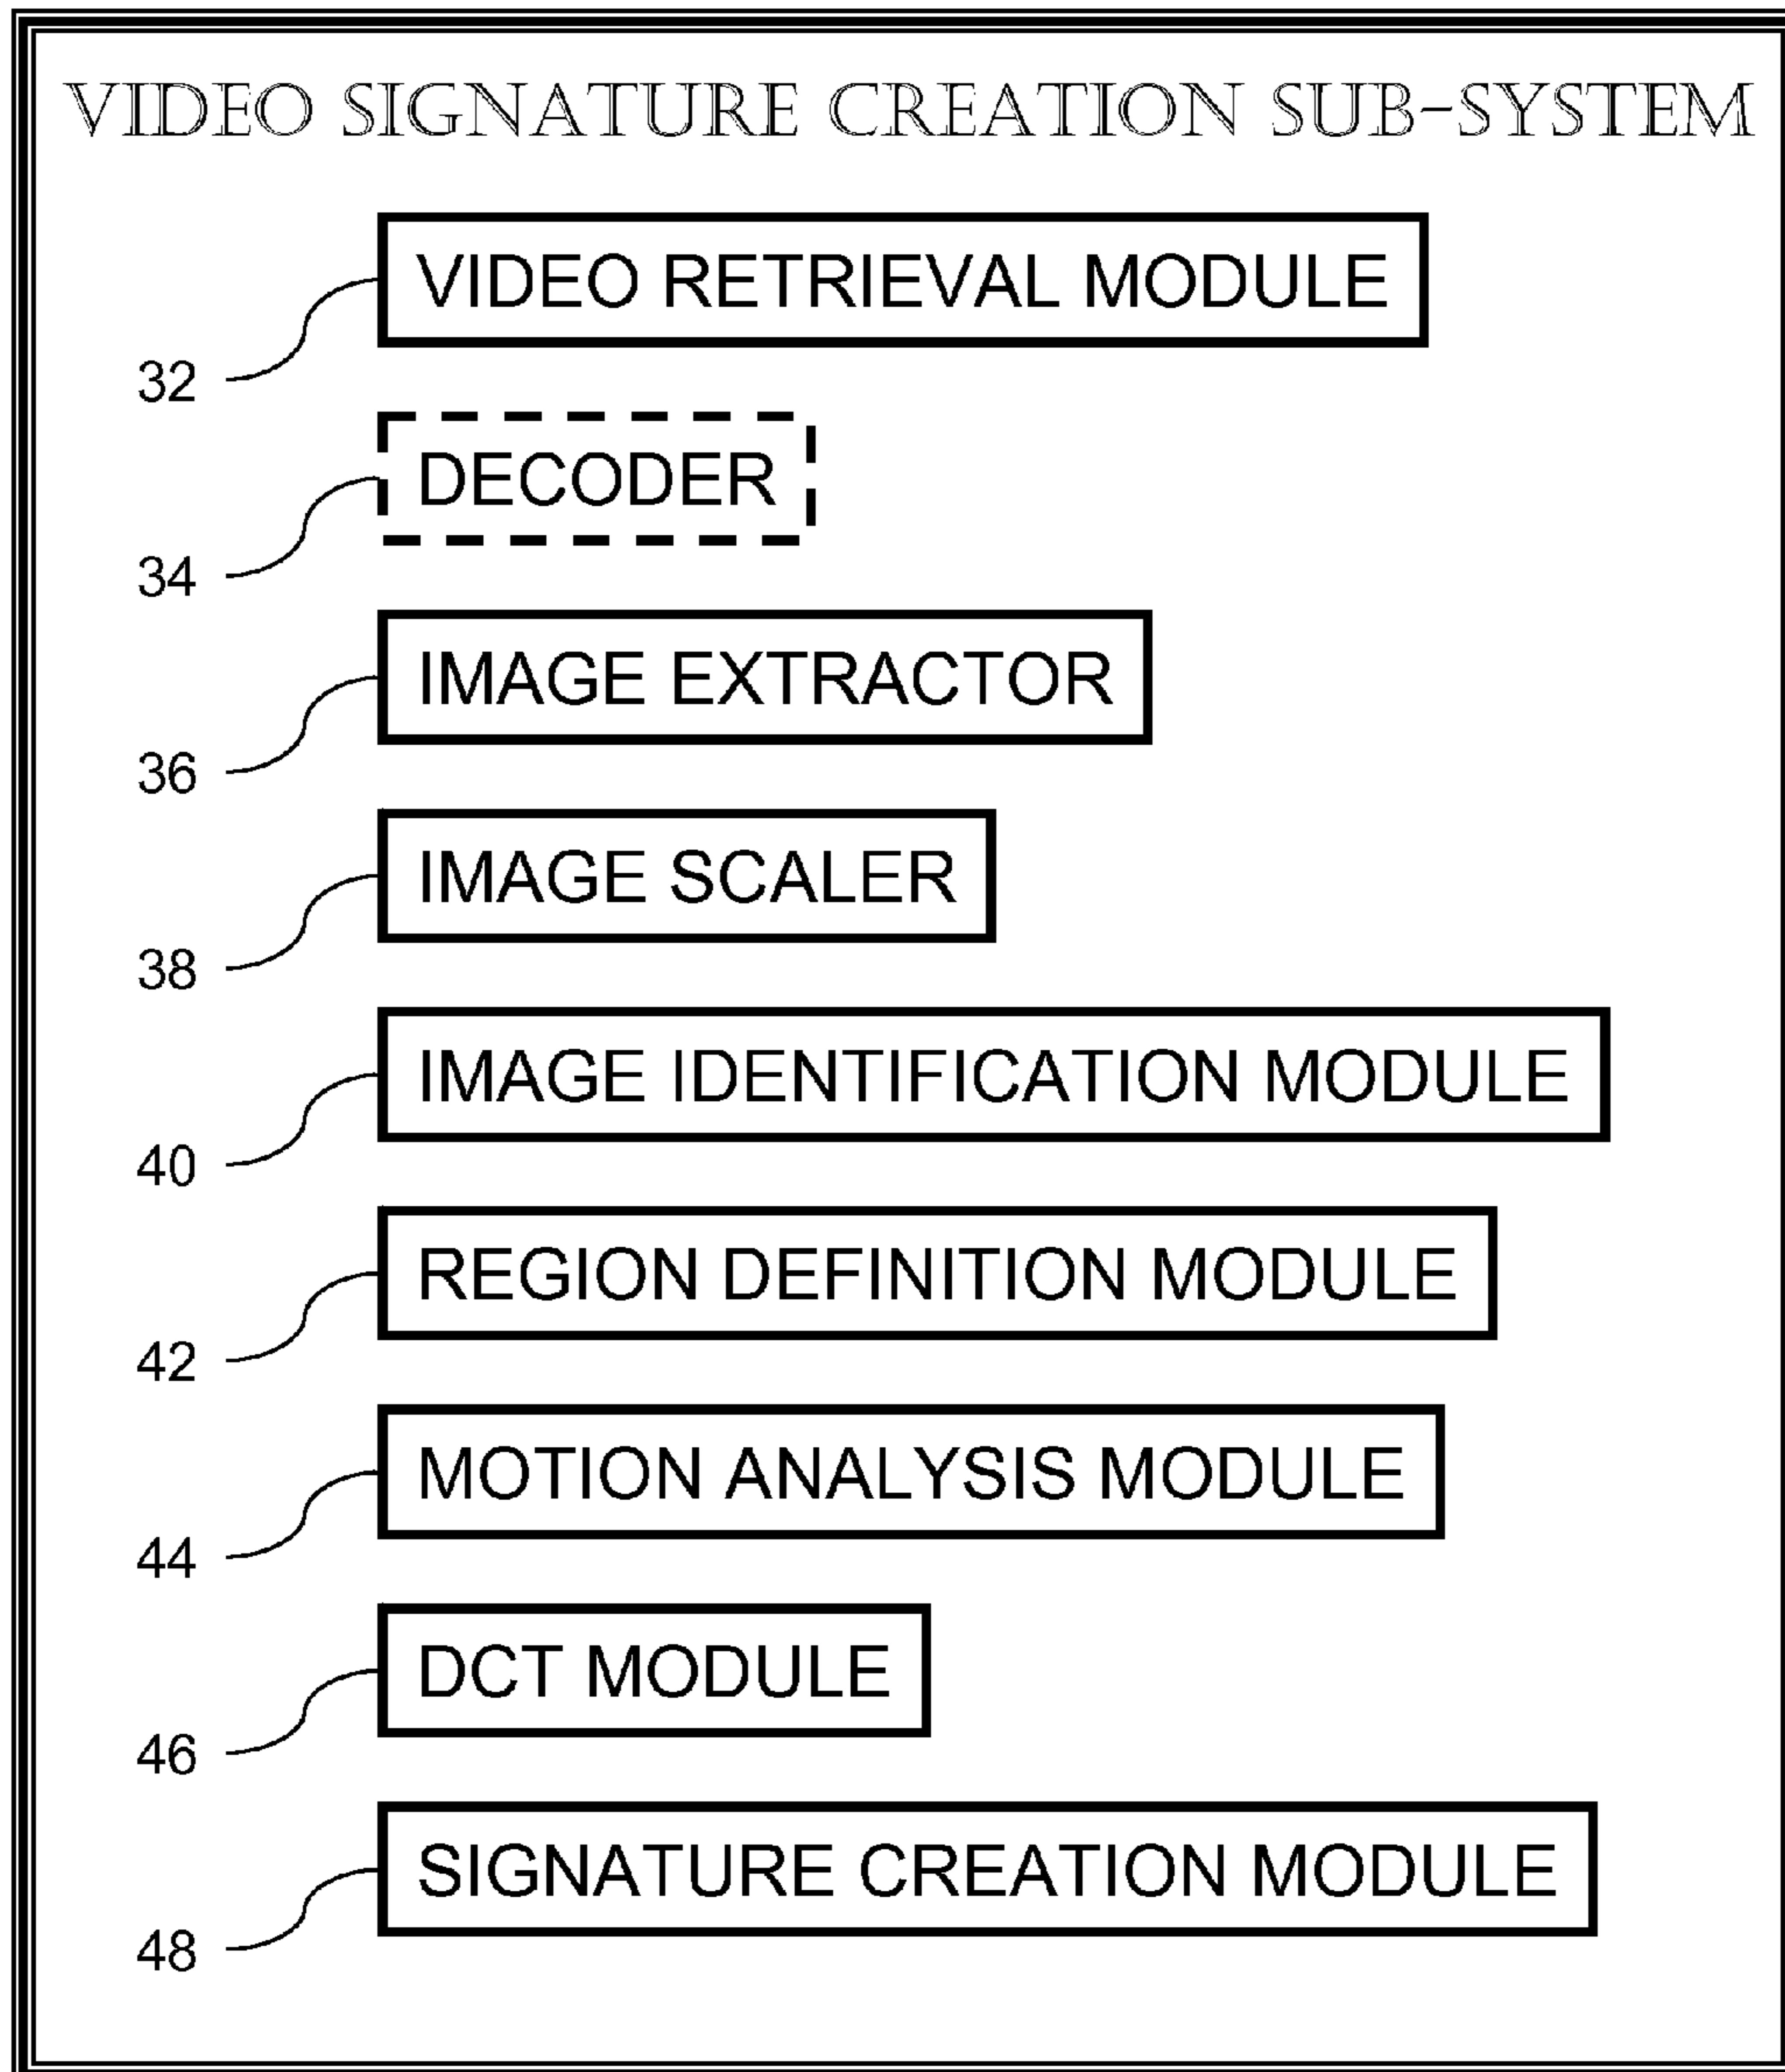 VIDEO SIGNATURE CREATION SUB-SYSTEM
VIDEO RETRIEVAL MODULE
32
DECODER
34
IMAGE EXTRACTOR
36
IMAGE SCALER
38
IMAGE IDENTIFICATION MODULE
40
REGION DEFINITION MODULE
42
MOTION ANALYSIS MODULE
44
DCT MODULE
46
SIGNATURE CREATION MODULE
48